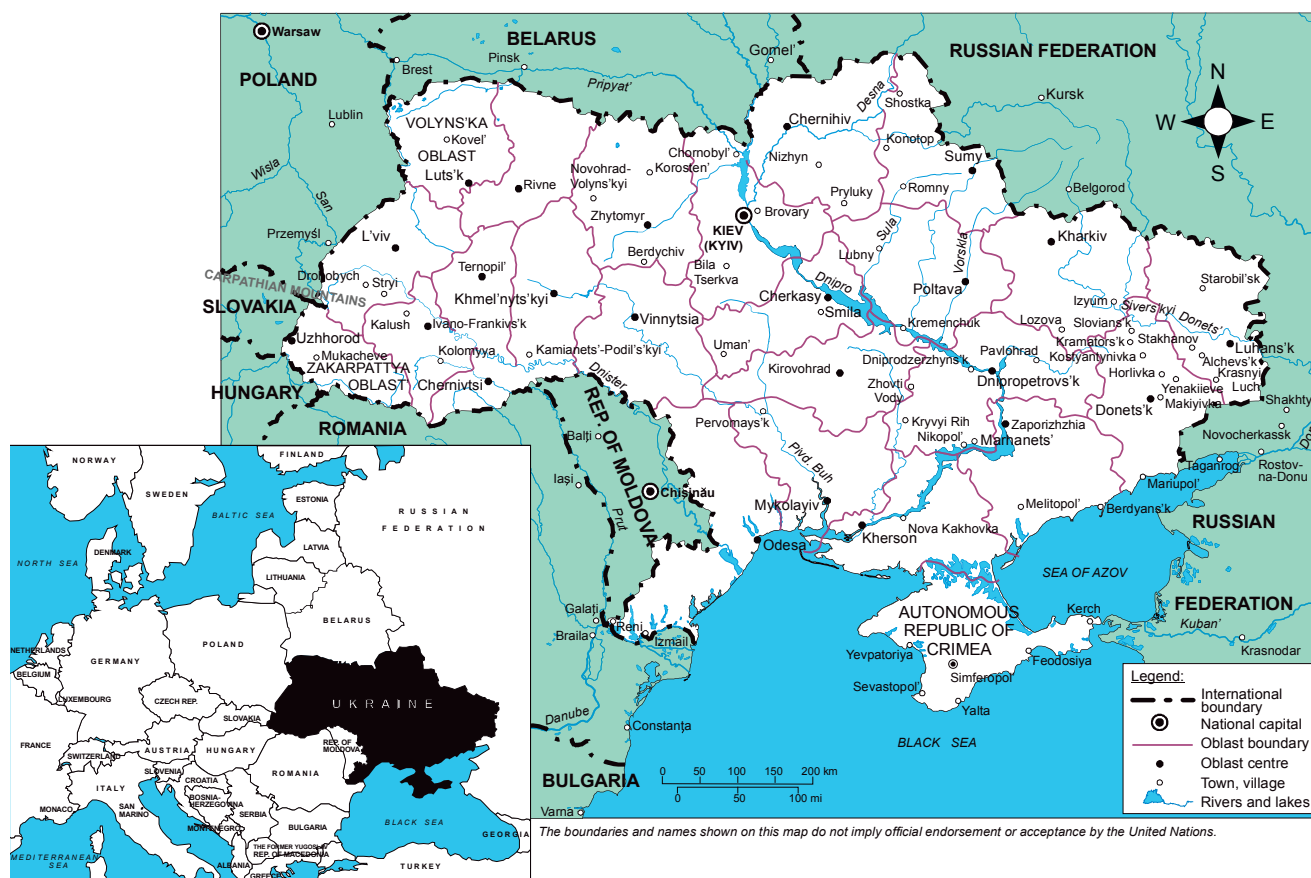 Warsaw
BELARUS
Gomel'
RUSSIAN FEDERATION
Brest
Pinsk
POLAND
Pripyat'
Desna
Shostka
Kursk
N
W
E
S
Lublin
VOLYNS'KA
Kovel'
OBLAST
Luts'k
Chernihiv
Konotop
Chornobyl'
Korosten'
Nizhyn
Sumy
Wisla
San
Rivne
Novohrad-
Volyns'kyi
Pryluky
Romny
Belgorod
Zhytomyr
Brovary
KIEV
(KYIV)
Przemyśl
L'viv
Berdychiv
Bila
Tserkva
Sula
Lubny
Vorskla
Kharkiv
CARPATHIAN MOUNTAINS
Drohobych
Stryi
Ternopil'
Khmel'nyts'kyi
Dnipro
Cherkasy
Smila
Poltava
Starobil'sk
Izyum
Sivers'kyi Donets'
SLOVAKIA
Kalush
Ivano-Frankivs'k
Vinnytsia
Kremenchuk
Lozova
Slovians'k
Kramators'k
Stakhanov
Kostyantynivka
Luhans'k
Uzhhorod
Mukacheve
ZAKARPATTYA
OBLAST
Kolomyya
Kamianets'-Podil's'kyi
Uman'
Dniprodzerzhyns'k
Pavlohrad
Alchevs'k
Horlivka
Krasnyi
Luch
Kirovohrad
Dnipropetrovs'k
Yenakiieve
Makiyivka
HUNGARY
Chernivtsi
Dnister
Zhovti
Vody
Donets'k
Shakhty
ROMANIA
Pervomays'k
Kryvyi Rih
Nikopol'
Zaporizhzhia
Marhanets'
Novocherkassk
REP. OF MOLDOVA
Balți
Pivd. Buh
Taganrog
Rostov-
na-Donu
Iași
Chișinău
Prut
Mariupol'
Mykolayiv
Melitopol'
Berdyans'k
RUSSIAN
Odesa
Kherson
Nova Kakhovka
SEA OF AZOV
FEDERATION
Kuban'
Krasnodar
Galați
Reni
Izmail
Braila
AUTONOMOUS
REPUBLIC OF
CRIMEA
Kerch
Yevpatoriya
Feodosiya
Simferopol'
Sevastopol'
Yalta
Danube
Constanţa
BLACK SEA
BULGARIA
Varna
0 50 100 150 200 km
0 50 100 mi
Legend:
International
boundary
National capital
Oblast boundary
Oblast centre
Town, village
Rivers and lakes
The boundaries and names shown on this map do not imply official endorsement or acceptance by the United Nations.
NORWAY
FINLAND
SWEDEN
ESTONIA
RUSSIAN
FEDERATION
BALTIC SEA
LATVIA
DENMARK
NORTH SEA
LITHUANIA
BELARUS
NETHERLANDS
POLAND
GERMANY
BELGIUM
LUXEMBOURG
CZECH REP.
UKRAINE
SLOVAKIA
FRANCE
AUSTRIA
HUNGARY
REP. OF
MOLDOVA
SWITZERLAND
SLOVENIA
CROATIA
ROMANIA
ITALY
BOSNIA-
HERZEGOVINA
SERBIA
MONACO
SAN
MARINO
MONTENEGRO
BULGARIA
BLACK SEA
GEORGIA
THE FORMER YUGOSLAV
REP. OF MACEDONIA
ALBANIA
MEDITERRANEAN
SEA
GREECE
TURKEY